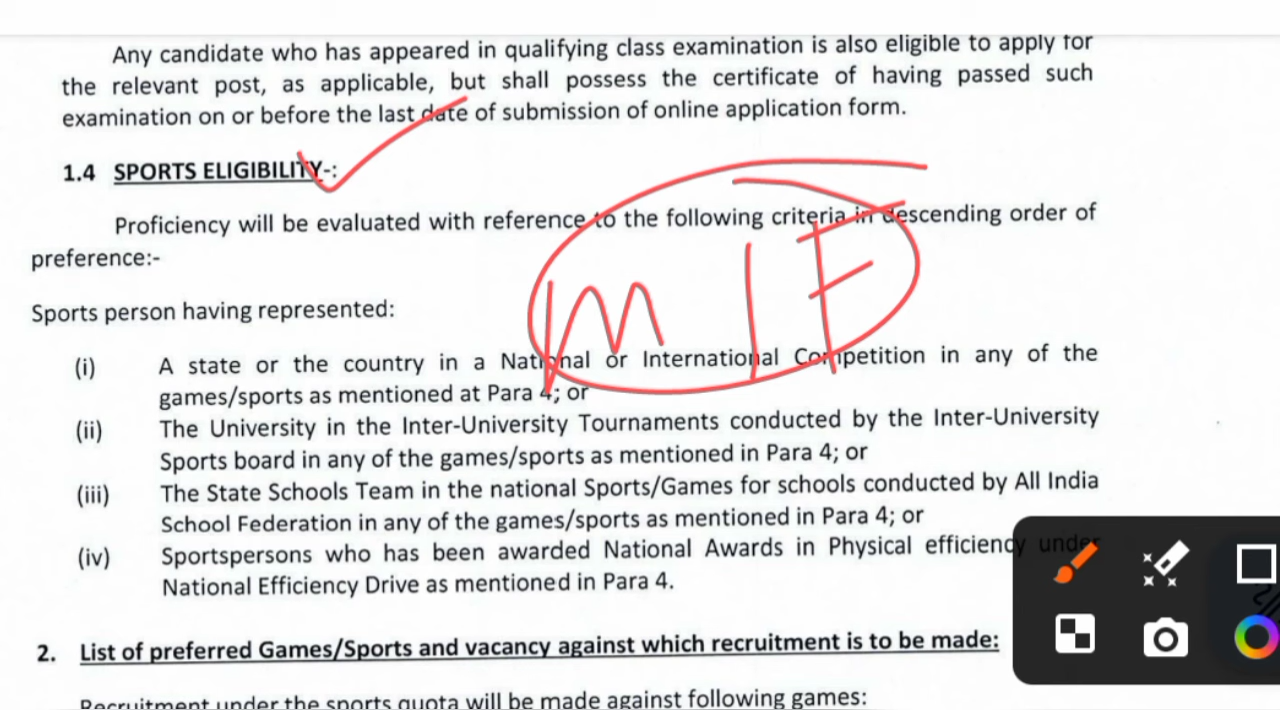 Any candidate who has appeared in qualifying class examination is also eligible to apply for
the relevant post, as applicable, but shall possess the certificate of having passed such
examination on or before the last date of submission of online application form.
1.4 SPORTS ELIGIBILITY-:
Proficiency will be evaluated with reference to the following criteria in descending order of
preference:-
M I F
Sports person having represented:
(i) A state or the country in a National or International Competition in any of the
games/sports as mentioned at Para 4; or
(ii) The University in the Inter-University Tournaments conducted by the Inter-University
Sports board in any of the games/sports as mentioned in Para 4; or
(iii) The State Schools Team in the national Sports/Games for schools conducted by All India
School Federation in any of the games/sports as mentioned in Para 4; or
(iv) Sportspersons who has been awarded National Awards in Physical efficiency under
National Efficiency Drive as mentioned in Para 4.
2. List of preferred Games/Sports and vacancy against which recruitment is to be made:
Recruitment under the sports quota will be made against following games: